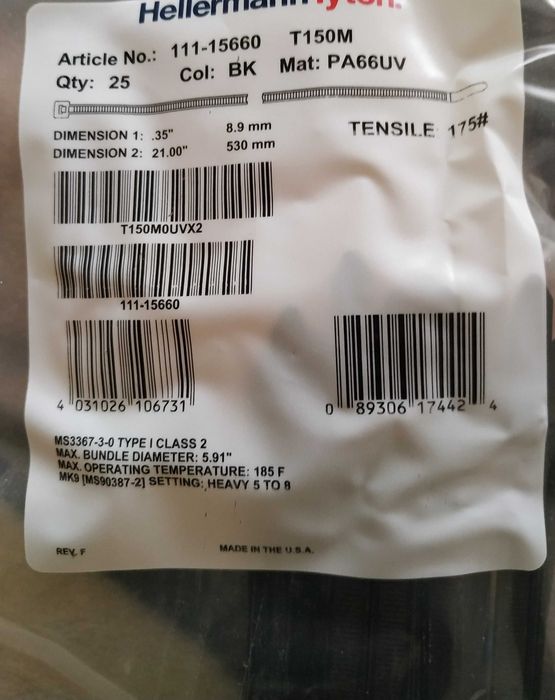 HellermannTyton.
Article No.: 111-15660 T150M
Qty: 25 Col: BK Mat: PA66UV
DIMENSION 1: .35" 8.9 mm
DIMENSION 2: 21.00" 530 mm
TENSILE 175#
T150M0UVX2
111-15660
4 031026 106731
0 89306 17442 4
MS3367-3-0 TYPE I CLASS 2
MAX. BUNDLE DIAMETER: 5.91"
MAX. OPERATING TEMPERATURE: 185 F
MK9 [MS90387-2] SETTING: HEAVY 5 TO 8
REV. F MADE IN THE U.S.A.